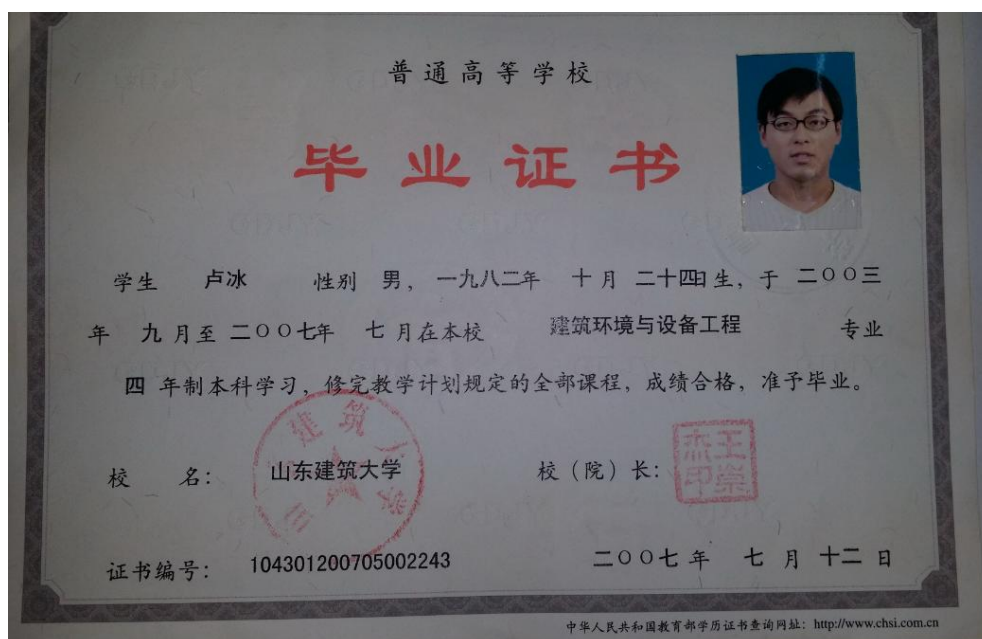 普通高等学校
毕业证书
学生 卢冰 性别 男，一九八二年 十月 二十四日生，于 二〇〇三
年 九月至 二〇〇七年 七月在本校 建筑环境与设备工程 专业
四 年制本科学习，修完教学计划规定的全部课程，成绩合格，准予毕业。
校 名： 山东建筑大学 校（院）长： 王崇杰印
证书编号： 104301200705002243 二〇〇七年 七月 十二日
中华人民共和国教育部学历证书查询网址：http://www.chsi.com.cn